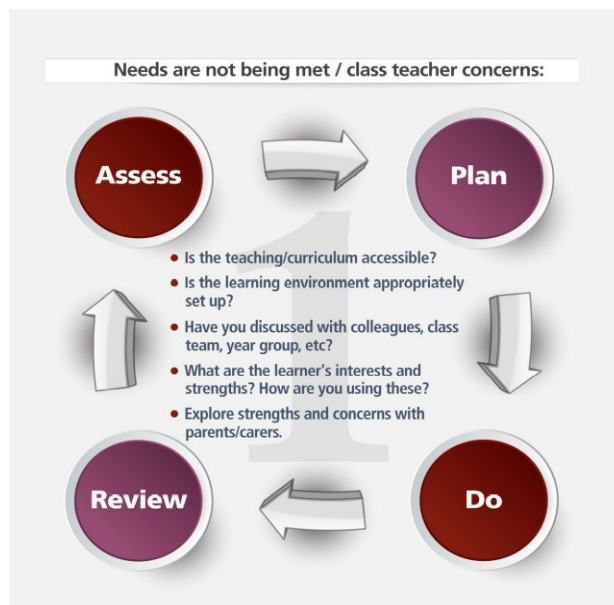 Needs are not being met / class teacher concerns:
Assess
Plan
1
• Is the teaching/curriculum accessible?
• Is the learning environment appropriately
set up?
• Have you discussed with colleagues, class
team, year group, etc?
• What are the learner's interests and
strengths? How are you using these?
• Explore strengths and concerns with
parents/carers.
Review
Do